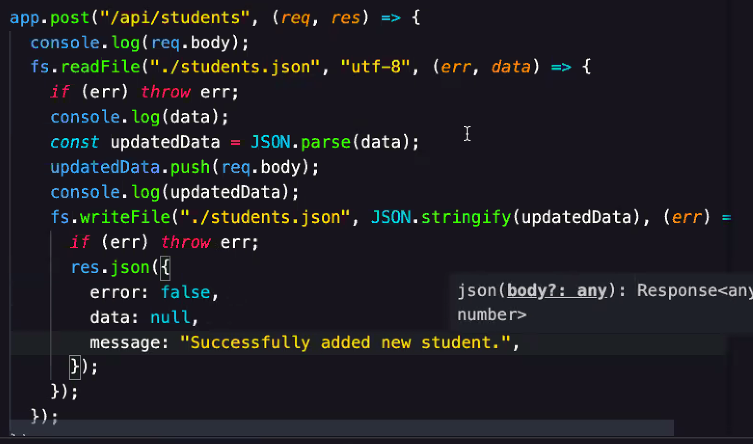 app.post("/api/students", (req, res) => {
console.log(req.body);
fs.readFile("./students.json", "utf-8", (err, data) => {
if (err) throw err;
console.log(data);
const updatedData = JSON.parse(data);
updatedData.push(req.body);
console.log(updatedData);
fs.writeFile("./students.json", JSON.stringify(updatedData), (err) =
if (err) throw err;
res.json({
error: false,
json(body?: any): Response<any
data: null,
number>
message: "Successfully added new student.",
});
});
});